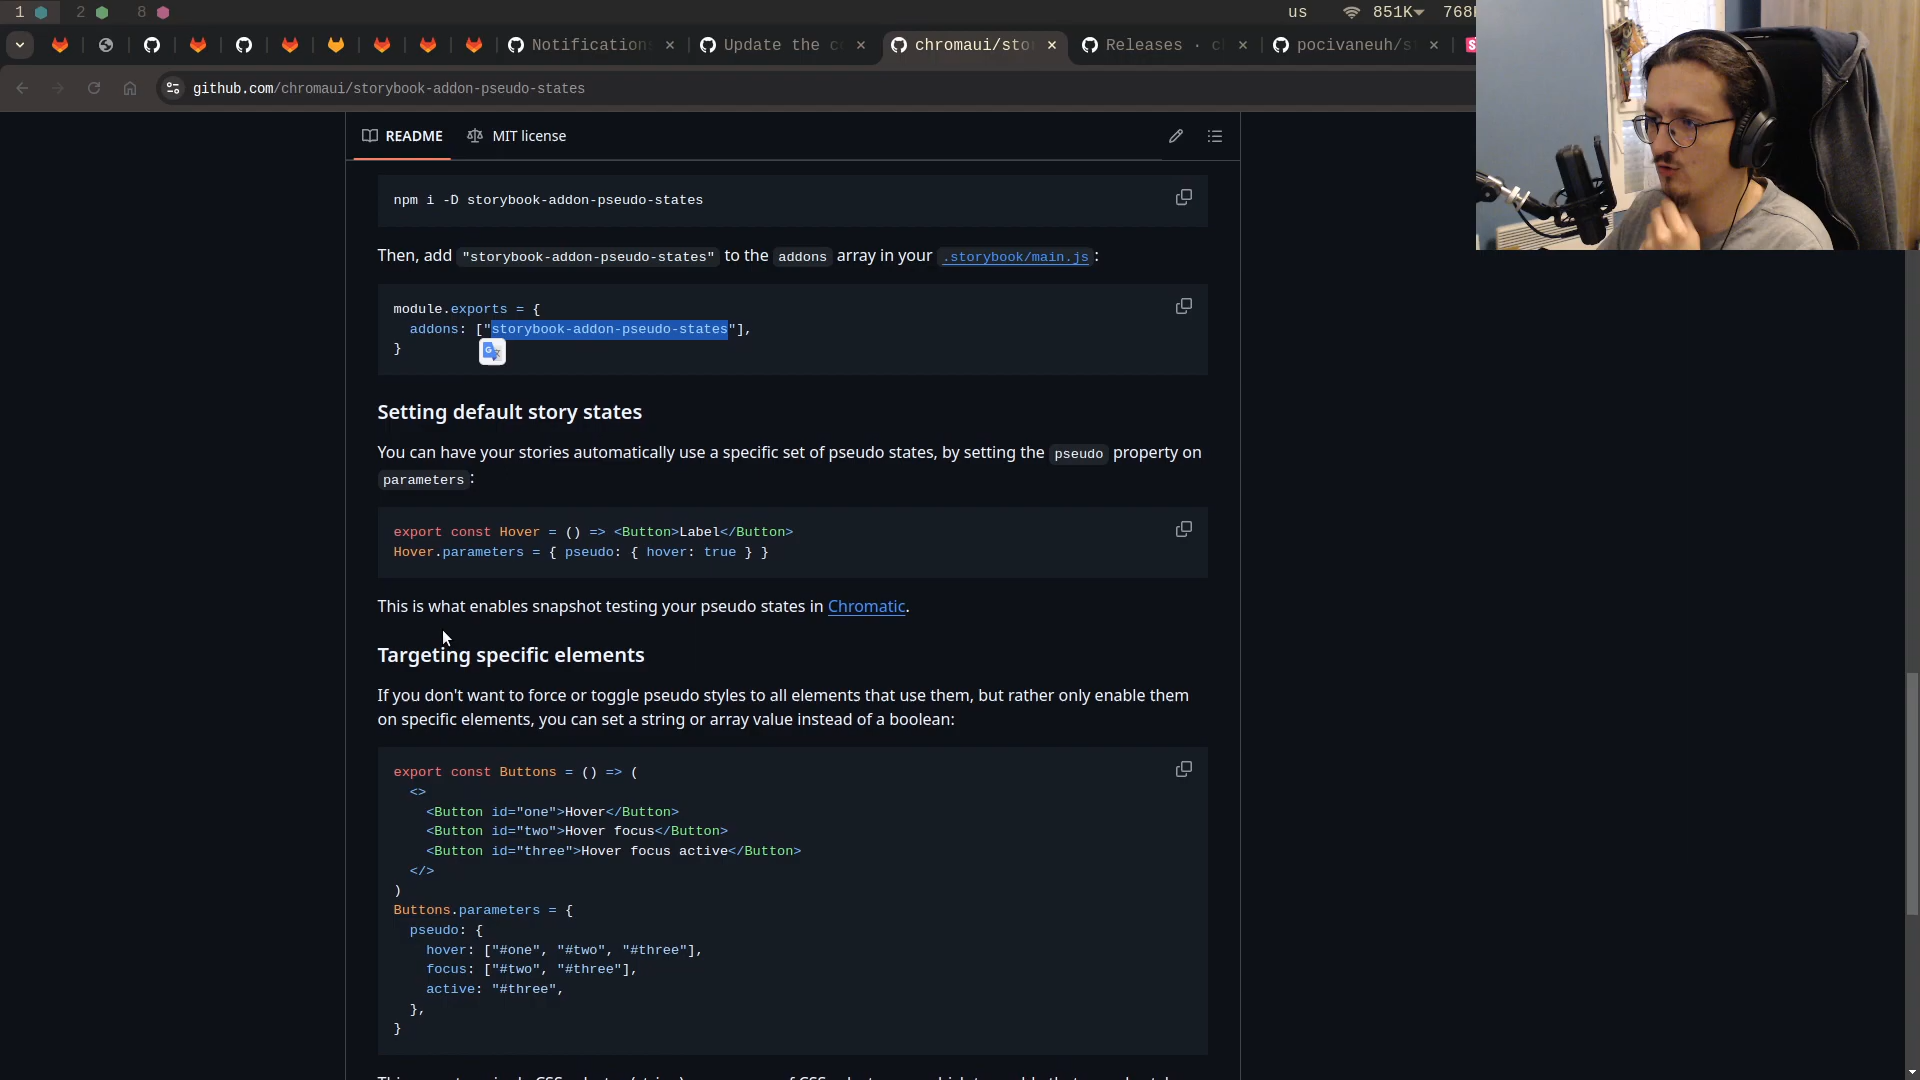 1 2 8 us 851K 768
Notification Update the c chromaui/sto Releases · c pocivaneuh/s
github.com/chromaui/storybook-addon-pseudo-states
README MIT license
npm i -D storybook-addon-pseudo-states
Then, add "storybook-addon-pseudo-states" to the addons array in your .storybook/main.js:
module.exports = {
addons: ["storybook-addon-pseudo-states"],
}
Setting default story states
You can have your stories automatically use a specific set of pseudo states, by setting the pseudo property on
parameters:
export const Hover = () => <Button>Label</Button>
Hover.parameters = { pseudo: { hover: true } }
This is what enables snapshot testing your pseudo states in Chromatic.
Targeting specific elements
If you don't want to force or toggle pseudo styles to all elements that use them, but rather only enable them
on specific elements, you can set a string or array value instead of a boolean:
export const Buttons = () => (
<>
<Button id="one">Hover</Button>
<Button id="two">Hover focus</Button>
<Button id="three">Hover focus active</Button>
</>
)
Buttons.parameters = {
pseudo: {
hover: ["#one", "#two", "#three"],
focus: ["#two", "#three"],
active: "#three",
},
}